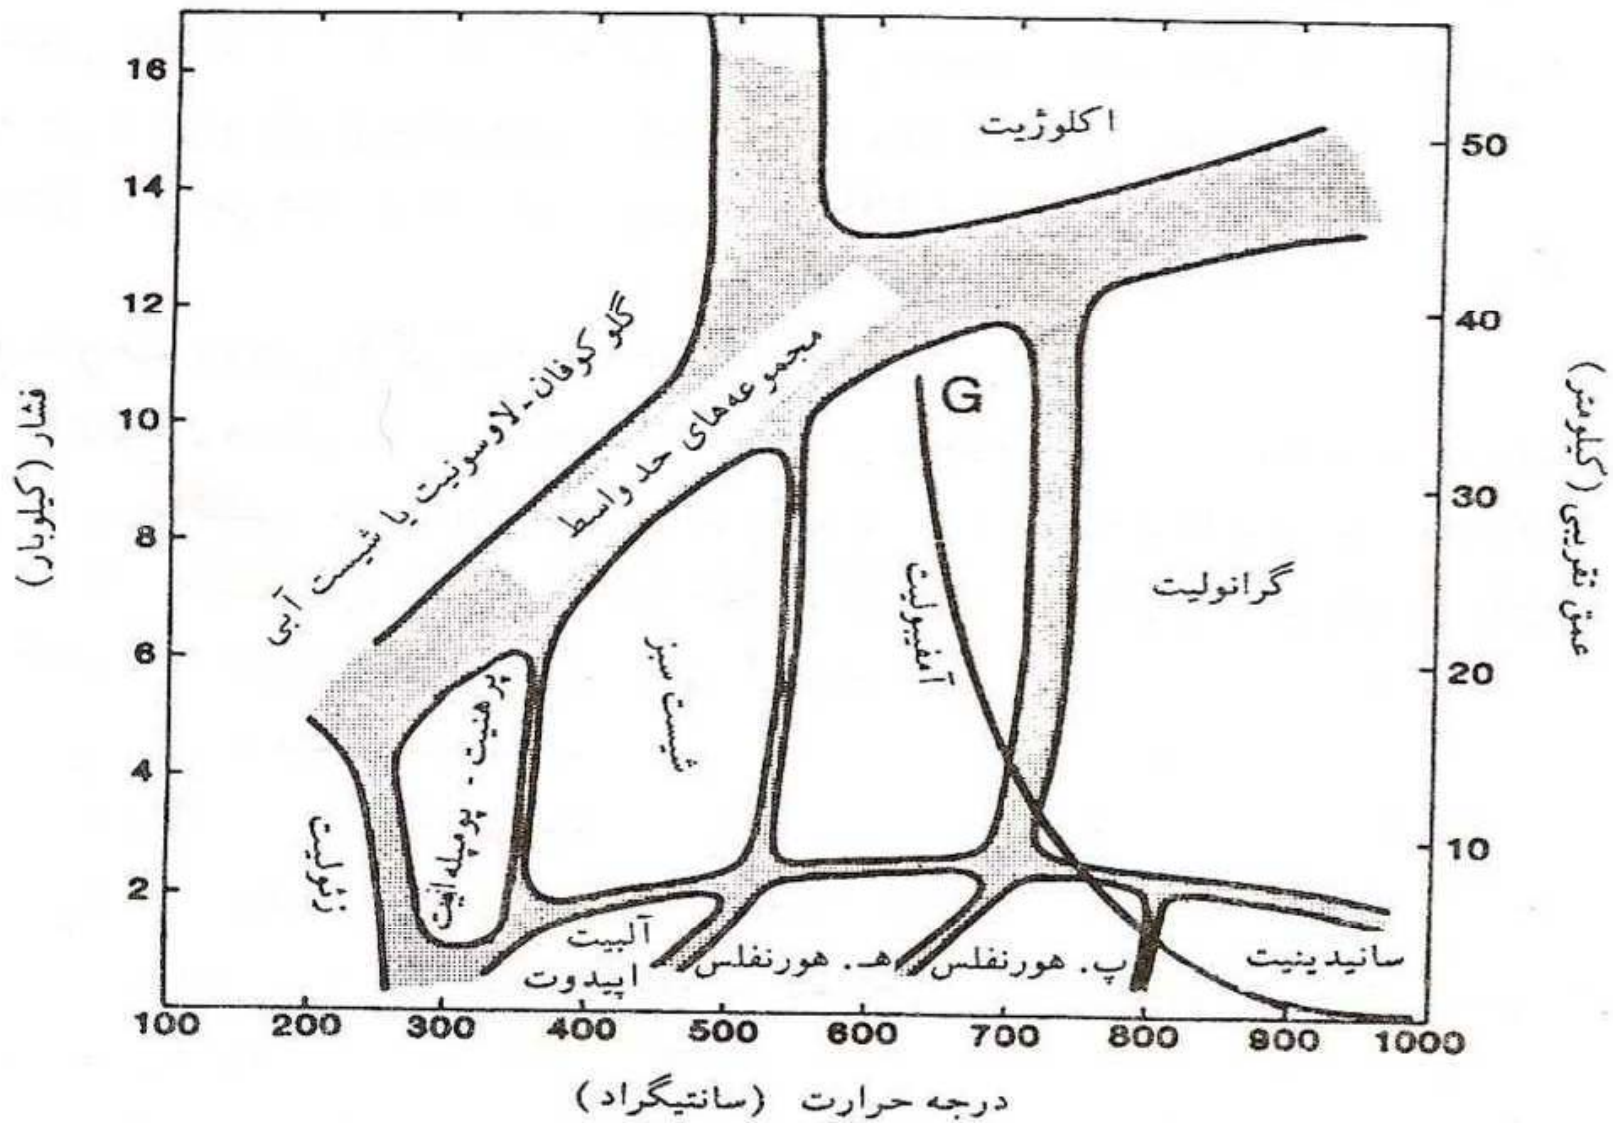 16
14
12
10
8
6
4
2
فشار (کیلوبار)
50
40
30
20
10
عمق تقریبی (کیلومتر)
اکلوژیت
گلوکوفان-لاوسونیت یا شیست آبی
مجموعه‌های حد واسط
G
گرانولیت
آمفیبولیت
شیست سبز
پرهنیت - پومپله‌ئیت
زئولیت
آلبیت
اپیدوت
هـ. هورنفلس
پ. هورنفلس
سانیدینیت
100 200 300 400 500 600 700 800 900 1000
درجه حرارت (سانتیگراد)